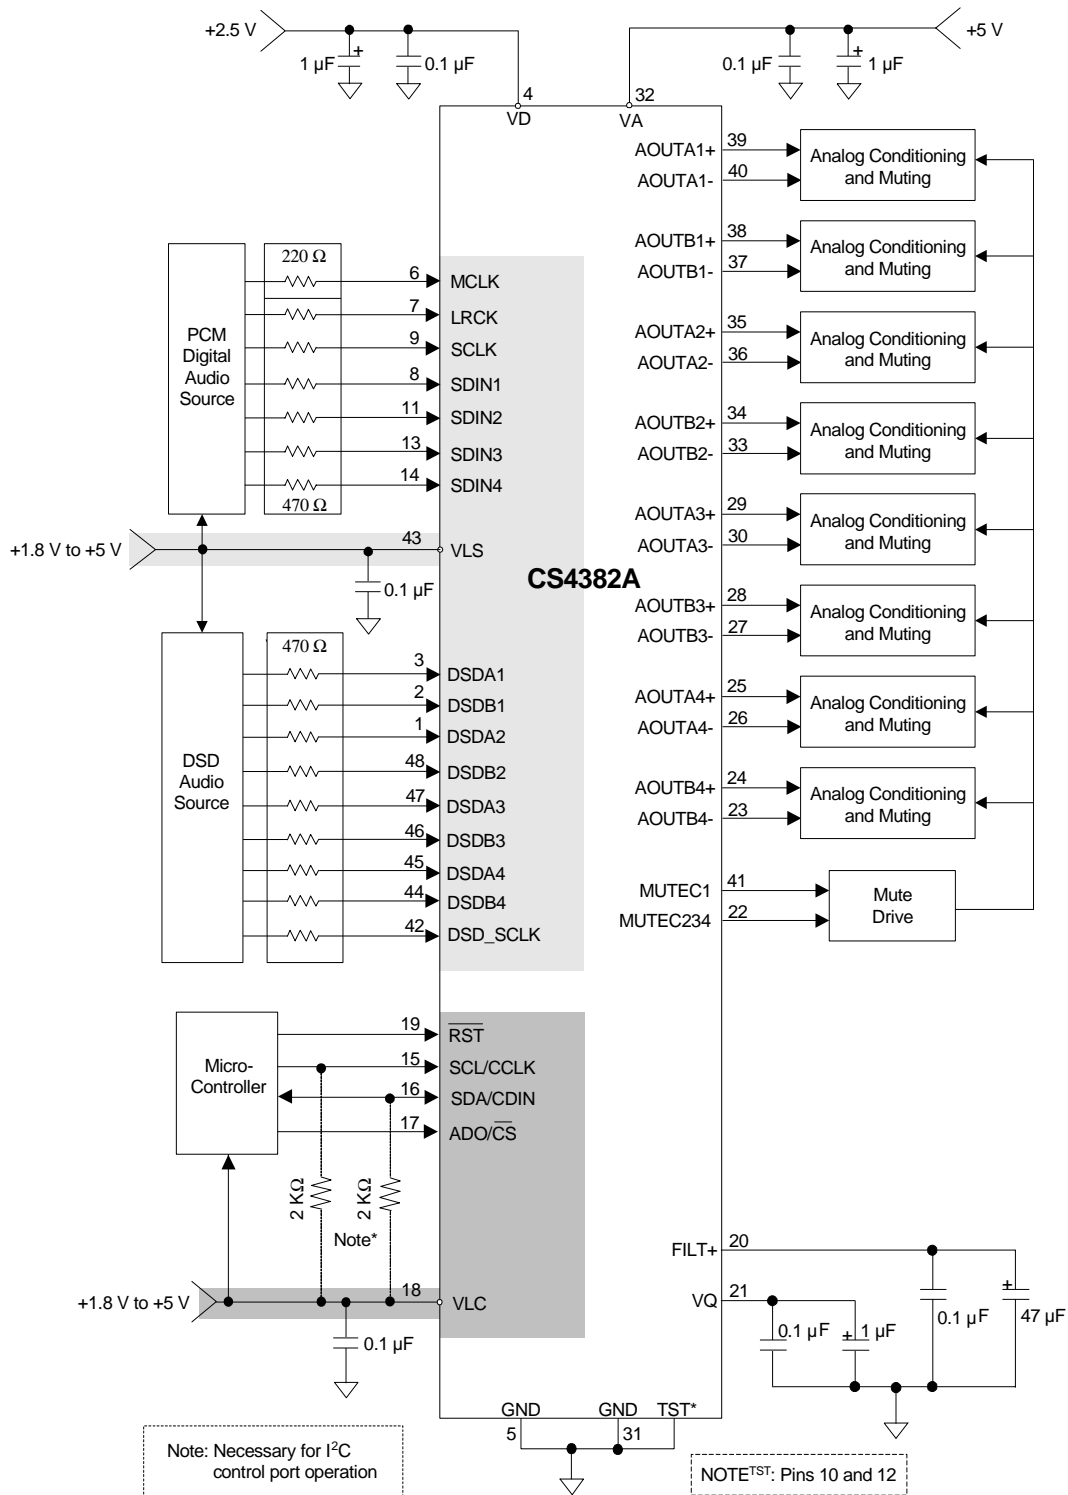 +2.5 V
+5 V
1 µF
+
0.1 µF
0.1 µF
+
1 µF
4
32
VD
VA
AOUTA1+
39
AOUTA1-
40
Analog Conditioning
and Muting
AOUTB1+
38
AOUTB1-
37
Analog Conditioning
and Muting
AOUTA2+
35
AOUTA2-
36
Analog Conditioning
and Muting
AOUTB2+
34
AOUTB2-
33
Analog Conditioning
and Muting
AOUTA3+
29
AOUTA3-
30
Analog Conditioning
and Muting
AOUTB3+
28
AOUTB3-
27
Analog Conditioning
and Muting
AOUTA4+
25
AOUTA4-
26
Analog Conditioning
and Muting
AOUTB4+
24
AOUTB4-
23
Analog Conditioning
and Muting
MUTEC1
41
MUTEC234
22
Mute
Drive
PCM
Digital
Audio
Source
220 Ω
6
MCLK
7
LRCK
9
SCLK
8
SDIN1
11
SDIN2
13
SDIN3
14
SDIN4
470 Ω
+1.8 V to +5 V
43
VLS
0.1 µF
CS4382A
DSD
Audio
Source
470 Ω
3
DSDA1
2
DSDB1
1
DSDA2
48
DSDB2
47
DSDA3
46
DSDB3
45
DSDA4
44
DSDB4
42
DSD_SCLK
Micro-
Controller
19
RST
15
SCL/CCLK
16
SDA/CDIN
17
ADO/CS
2 KΩ
2 KΩ
Note*
+1.8 V to +5 V
18
VLC
0.1 µF
FILT+
20
VQ
21
0.1 µF
+
1 µF
0.1 µF
+
47 µF
GND
GND
TST*
5
31
Note: Necessary for I²C
control port operation
NOTEᵀˢᵀ: Pins 10 and 12